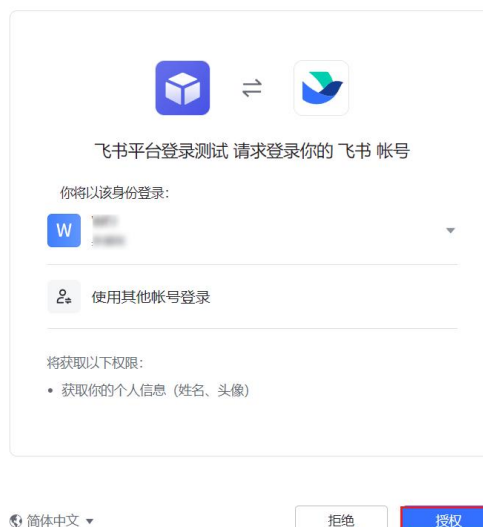 飞书平台登录测试 请求登录你的 飞书 帐号
你将以该身份登录：
W
使用其他帐号登录
将获取以下权限：
• 获取你的个人信息（姓名、头像）
简体中文
拒绝
授权